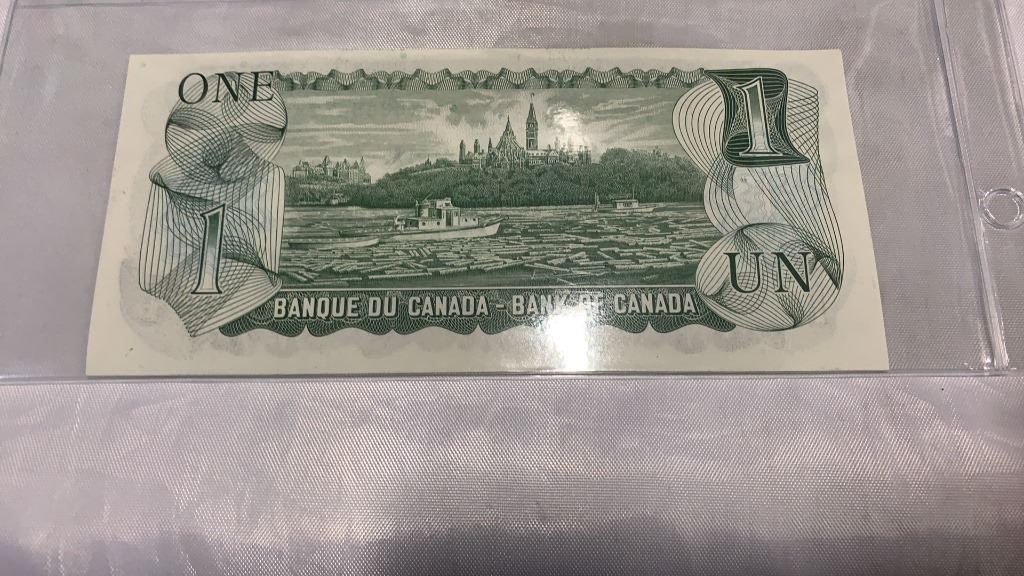 ONE
1
1
UN
BANQUE DU CANADA - BANK OF CANADA